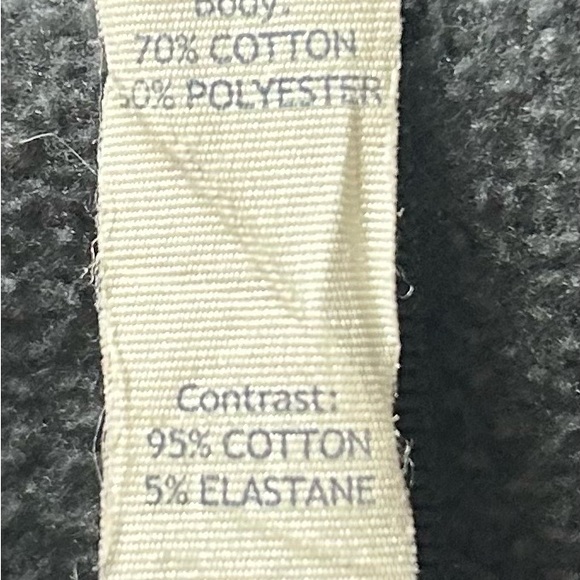 Body:
70% COTTON
30% POLYESTER
Contrast:
95% COTTON
5% ELASTANE